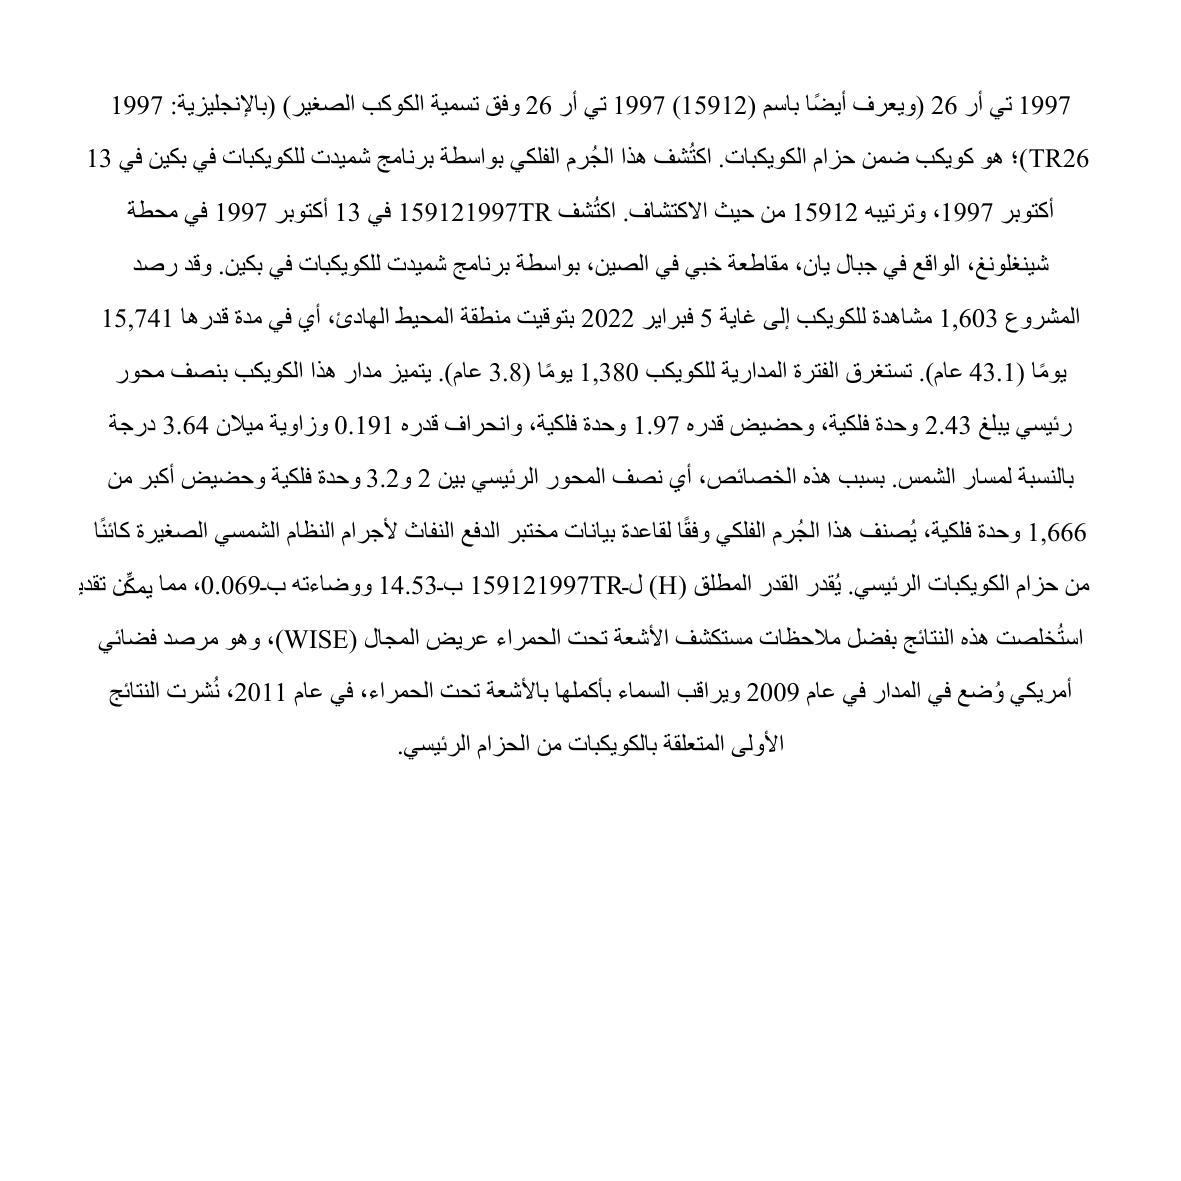 1997 تي أر 26 (ويعرف أيضًا باسم (15912) 1997 تي أر 26 وفق تسمية الكوكب الصغير) (بالإنجليزية: 1997
TR26)؛ هو كويكب ضمن حزام الكويكبات. اكتُشف هذا الجُرم الفلكي بواسطة برنامج شميدت للكويكبات في بكين في 13
أكتوبر 1997، وترتيبه 15912 من حيث الاكتشاف. اكتُشف 159121997TR في 13 أكتوبر 1997 في محطة
شينغلونغ، الواقع في جبال يان، مقاطعة خبي في الصين، بواسطة برنامج شميدت للكويكبات في بكين. وقد رصد
المشروع 1,603 مشاهدة للكويكب إلى غاية 5 فبراير 2022 بتوقيت منطقة المحيط الهادئ، أي في مدة قدرها 15,741
يومًا (43.1 عام). تستغرق الفترة المدارية للكويكب 1,380 يومًا (3.8 عام). يتميز مدار هذا الكويكب بنصف محور
رئيسي يبلغ 2.43 وحدة فلكية، وحضيض قدره 1.97 وحدة فلكية، وانحراف قدره 0.191 وزاوية ميلان 3.64 درجة
بالنسبة لمسار الشمس. بسبب هذه الخصائص، أي نصف المحور الرئيسي بين 2 و3.2 وحدة فلكية وحضيض أكبر من
1,666 وحدة فلكية، يُصنف هذا الجُرم الفلكي وفقًا لقاعدة بيانات مختبر الدفع النفاث لأجرام النظام الشمسي الصغيرة كائنًا
من حزام الكويكبات الرئيسي. يُقدر القدر المطلق (H) لـ159121997TR بـ14.53 ووضاءته بـ0.069، مما يمكّن
استُخلصت هذه النتائج بفضل ملاحظات مستكشف الأشعة تحت الحمراء عريض المجال (WISE)، وهو مرصد فضائي
أمريكي وُضع في المدار في عام 2009 ويراقب السماء بأكملها بالأشعة تحت الحمراء، في عام 2011، نُشرت النتائج
الأولى المتعلقة بالكويكبات من الحزام الرئيسي.